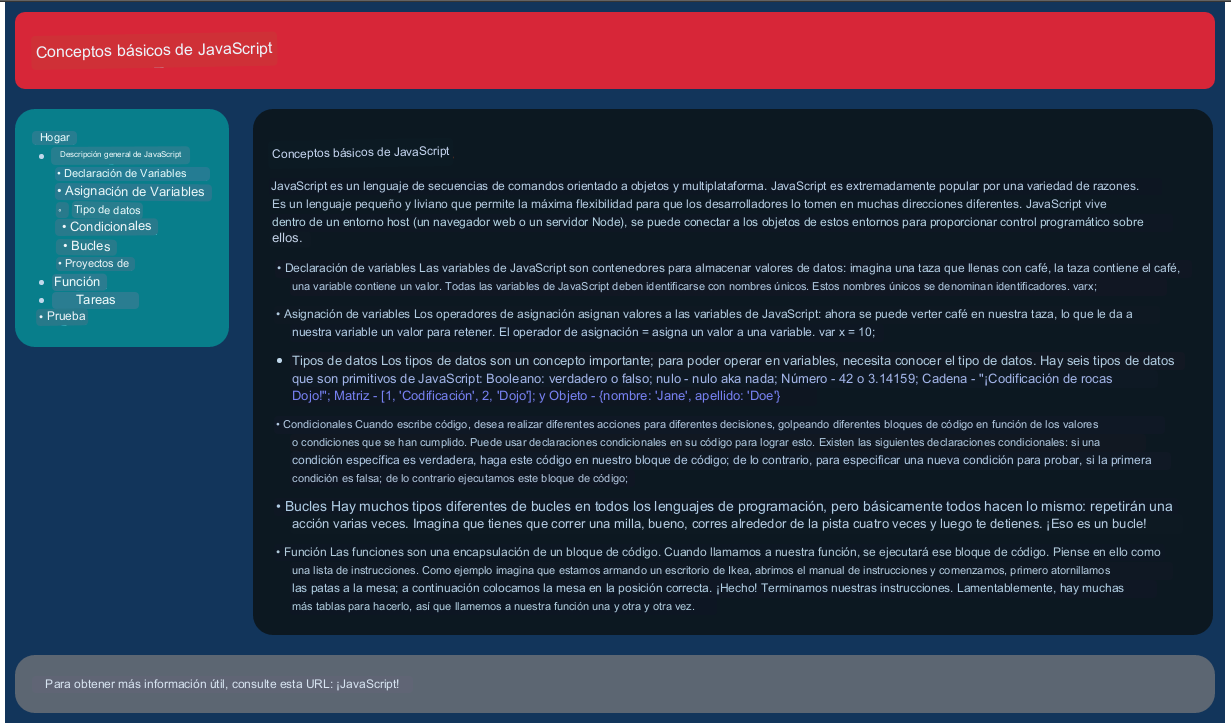 Conceptos básicos de JavaScript
Hogar
Descripción general de JavaScript
• Declaración de Variables
• Asignación de Variables
Tipo de datos
• Condicionales
• Bucles
• Proyectos de
Función
Tareas
• Prueba
Conceptos básicos de JavaScript
JavaScript es un lenguaje de secuencias de comandos orientado a objetos y multiplataforma. JavaScript es extremadamente popular por una variedad de razones.
Es un lenguaje pequeño y liviano que permite la máxima flexibilidad para que los desarrolladores lo tomen en muchas direcciones diferentes. JavaScript vive
dentro de un entorno host (un navegador web o un servidor Node), se puede conectar a los objetos de estos entornos para proporcionar control programático sobre
ellos.
• Declaración de variables Las variables de JavaScript son contenedores para almacenar valores de datos: imagina una taza que llenas con café, la taza contiene el café,
una variable contiene un valor. Todas las variables de JavaScript deben identificarse con nombres únicos. Estos nombres únicos se denominan identificadores. varx;
• Asignación de variables Los operadores de asignación asignan valores a las variables de JavaScript: ahora se puede verter café en nuestra taza, lo que le da a
nuestra variable un valor para retener. El operador de asignación = asigna un valor a una variable. var x = 10;
• Tipos de datos Los tipos de datos son un concepto importante; para poder operar en variables, necesita conocer el tipo de datos. Hay seis tipos de datos
que son primitivos de JavaScript: Booleano: verdadero o falso; nulo - nulo aka nada; Número - 42 o 3.14159; Cadena - "¡Codificación de rocas
Dojo!"; Matriz - [1, 'Codificación', 2, 'Dojo']; y Objeto - {nombre: 'Jane', apellido: 'Doe'}
• Condicionales Cuando escribe código, desea realizar diferentes acciones para diferentes decisiones, golpeando diferentes bloques de código en función de los valores
o condiciones que se han cumplido. Puede usar declaraciones condicionales en su código para lograr esto. Existen las siguientes declaraciones condicionales: si una
condición específica es verdadera, haga este código en nuestro bloque de código; de lo contrario, para especificar una nueva condición para probar, si la primera
condición es falsa; de lo contrario ejecutamos este bloque de código;
• Bucles Hay muchos tipos diferentes de bucles en todos los lenguajes de programación, pero básicamente todos hacen lo mismo: repetirán una
acción varias veces. Imagina que tienes que correr una milla, bueno, corres alrededor de la pista cuatro veces y luego te detienes. ¡Eso es un bucle!
• Función Las funciones son una encapsulación de un bloque de código. Cuando llamamos a nuestra función, se ejecutará ese bloque de código. Piense en ello como
una lista de instrucciones. Como ejemplo imagina que estamos armando un escritorio de Ikea, abrimos el manual de instrucciones y comenzamos, primero atornillamos
las patas a la mesa; a continuación colocamos la mesa en la posición correcta. ¡Hecho! Terminamos nuestras instrucciones. Lamentablemente, hay muchas
más tablas para hacerlo, así que llamemos a nuestra función una y otra y otra vez.
Para obtener más información útil, consulte esta URL: ¡JavaScript!